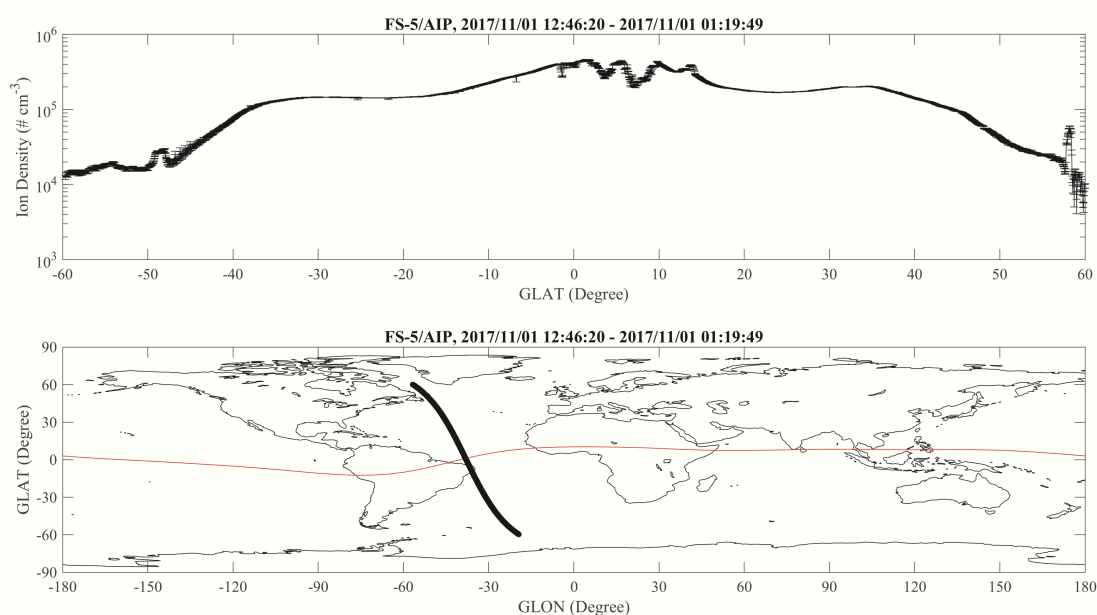 FS-5/AIP, 2017/11/01 12:46:20 - 2017/11/01 01:19:49
10^6
10^5
10^4
10^3
Ion Density (# cm^-3)
-60 -50 -40 -30 -20 -10 0 10 20 30 40 50 60
GLAT (Degree)
FS-5/AIP, 2017/11/01 12:46:20 - 2017/11/01 01:19:49
90
60
30
0
-30
-60
-90
GLAT (Degree)
-180 -150 -120 -90 -60 -30 0 30 60 90 120 150 180
GLON (Degree)